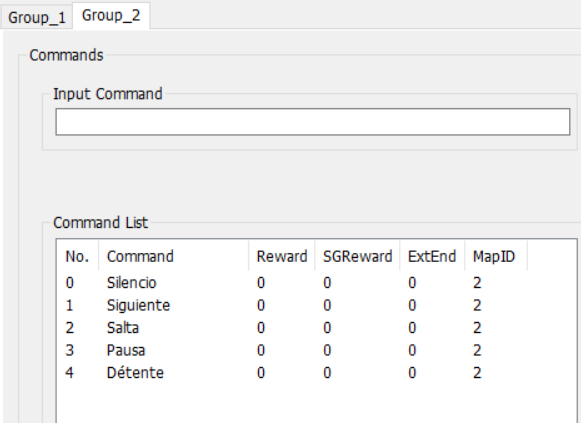 Group_1 Group_2
Commands
Input Command
Command List
No. Command Reward SGReward ExtEnd MapID
0 Silencio 0 0 0 2
1 Siguiente 0 0 0 2
2 Salta 0 0 0 2
3 Pausa 0 0 0 2
4 Détente 0 0 0 2